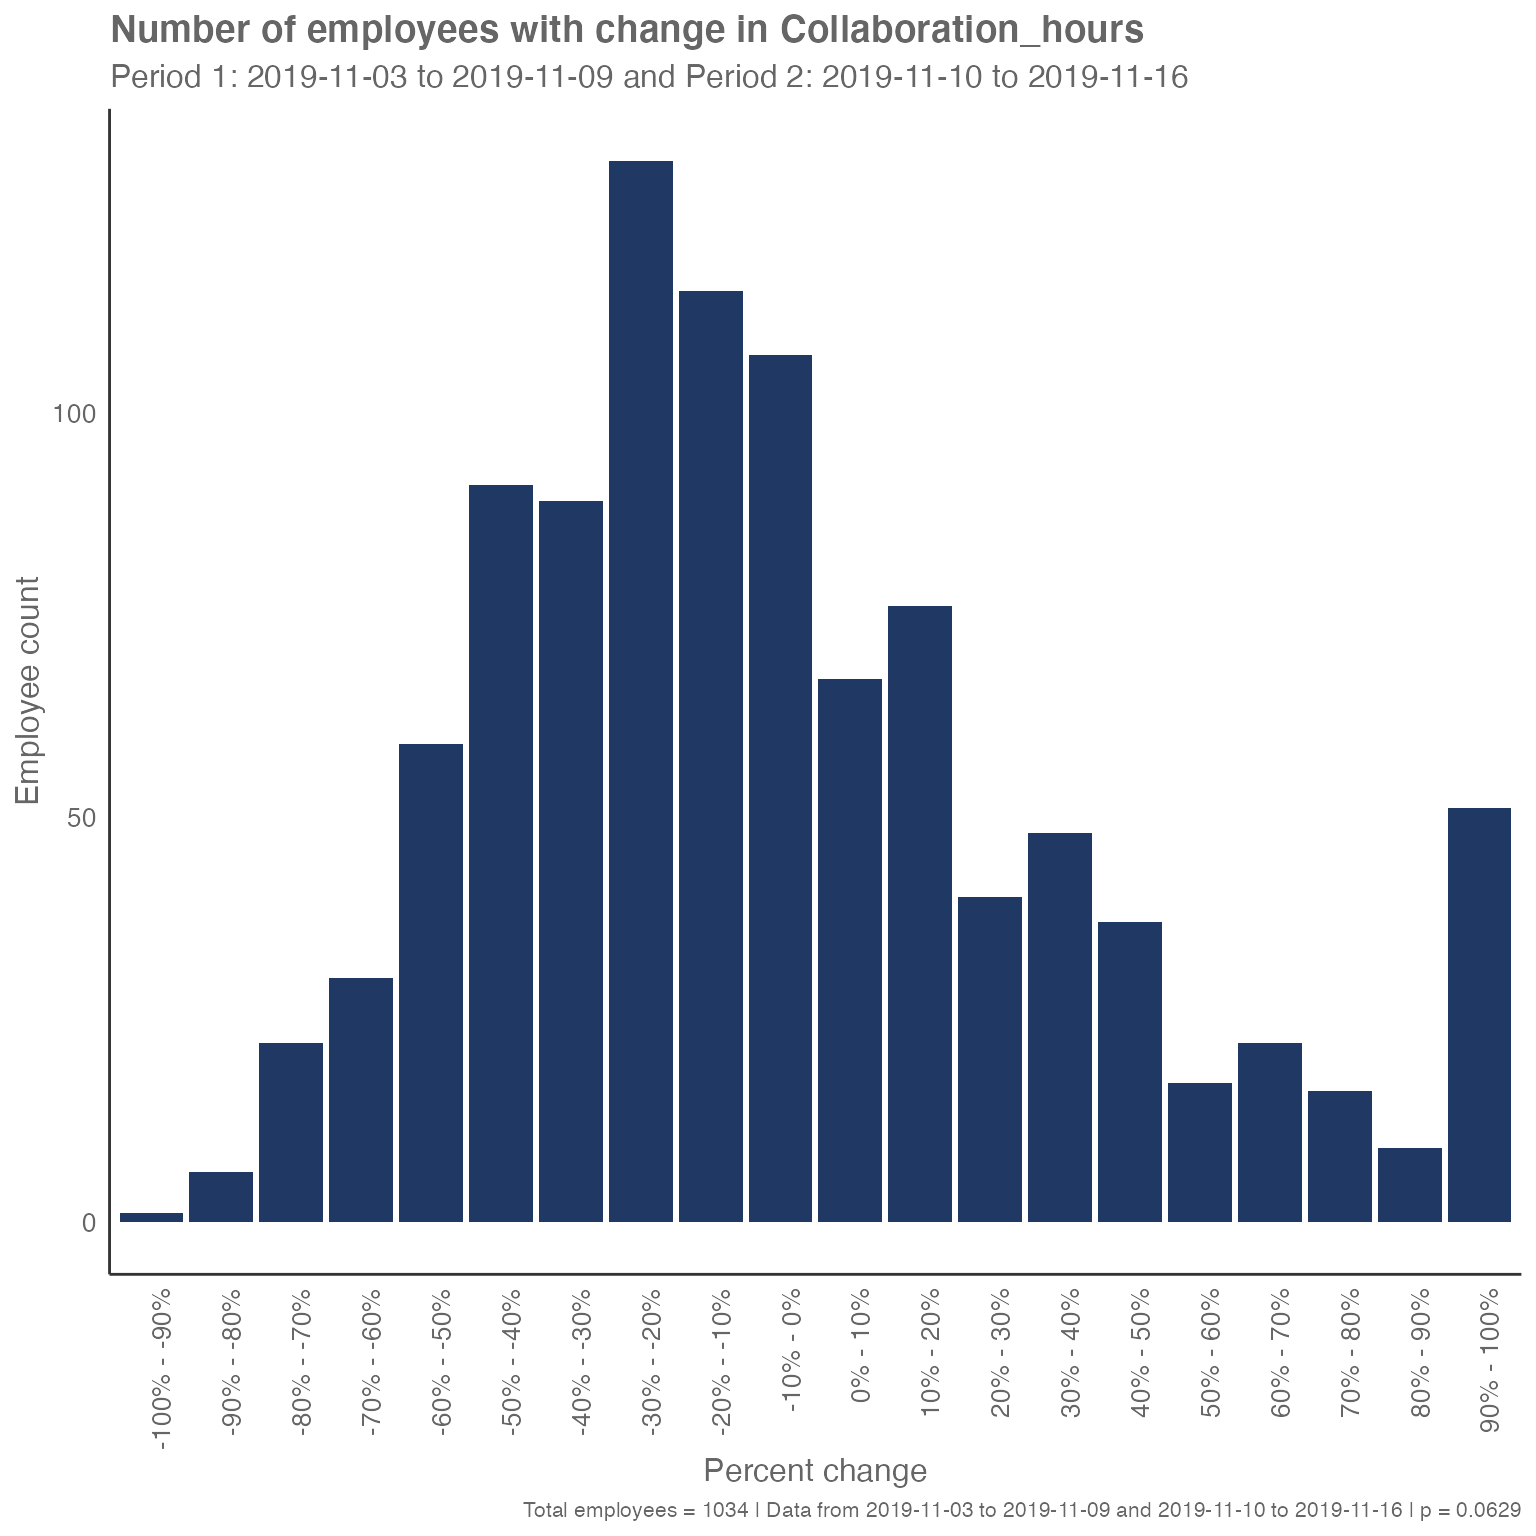 Number of employees with change in Collaboration_hours
Period 1: 2019-11-03 to 2019-11-09 and Period 2: 2019-11-10 to 2019-11-16
Employee count
100
50
0
-100% - -90%
-90% - -80%
-80% - -70%
-70% - -60%
-60% - -50%
-50% - -40%
-40% - -30%
-30% - -20%
-20% - -10%
-10% - 0%
0% - 10%
10% - 20%
20% - 30%
30% - 40%
40% - 50%
50% - 60%
60% - 70%
70% - 80%
80% - 90%
90% - 100%
Percent change
Total employees = 1034 | Data from 2019-11-03 to 2019-11-09 and 2019-11-10 to 2019-11-16 | p = 0.0629